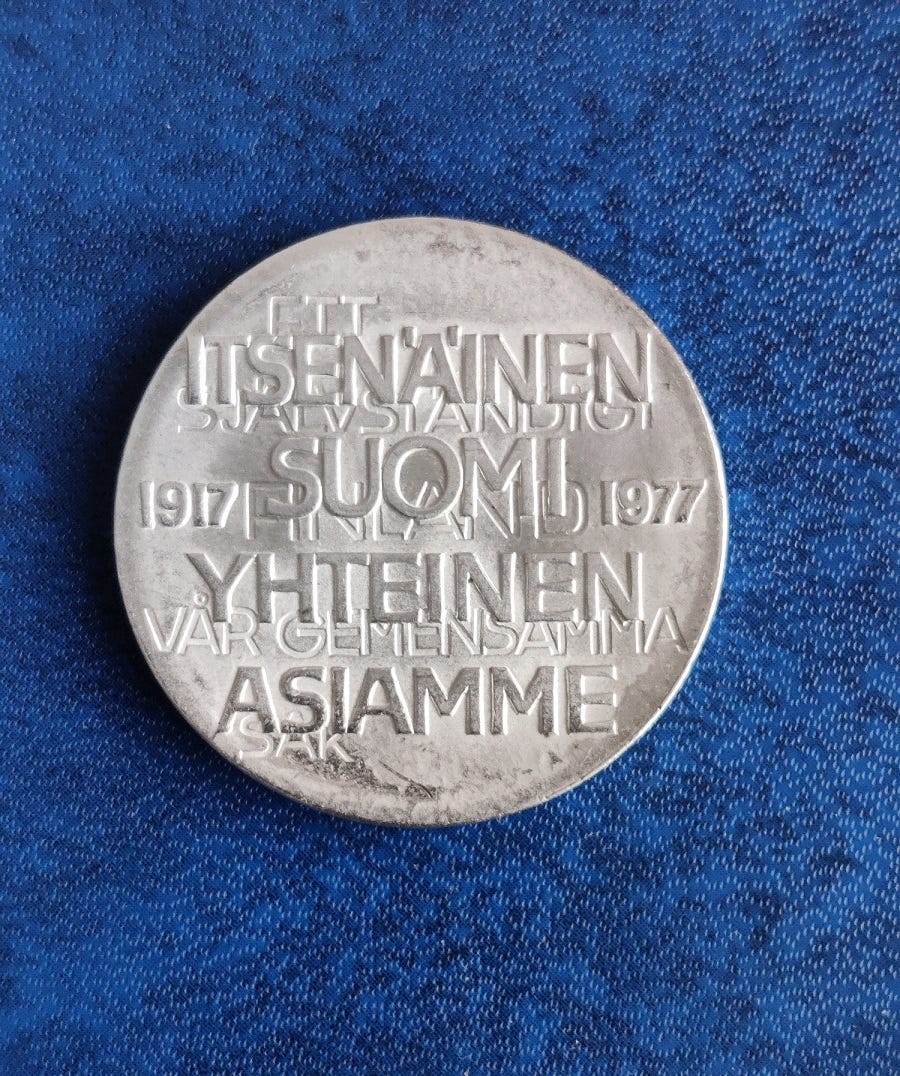 ETT
ITSENÄINEN
SJÄLVSTÄNDIGT
SUOMI
1917 FINLAND 1977
YHTEINEN
VÅR GEMENSAMMA
ASIAMME
SAK